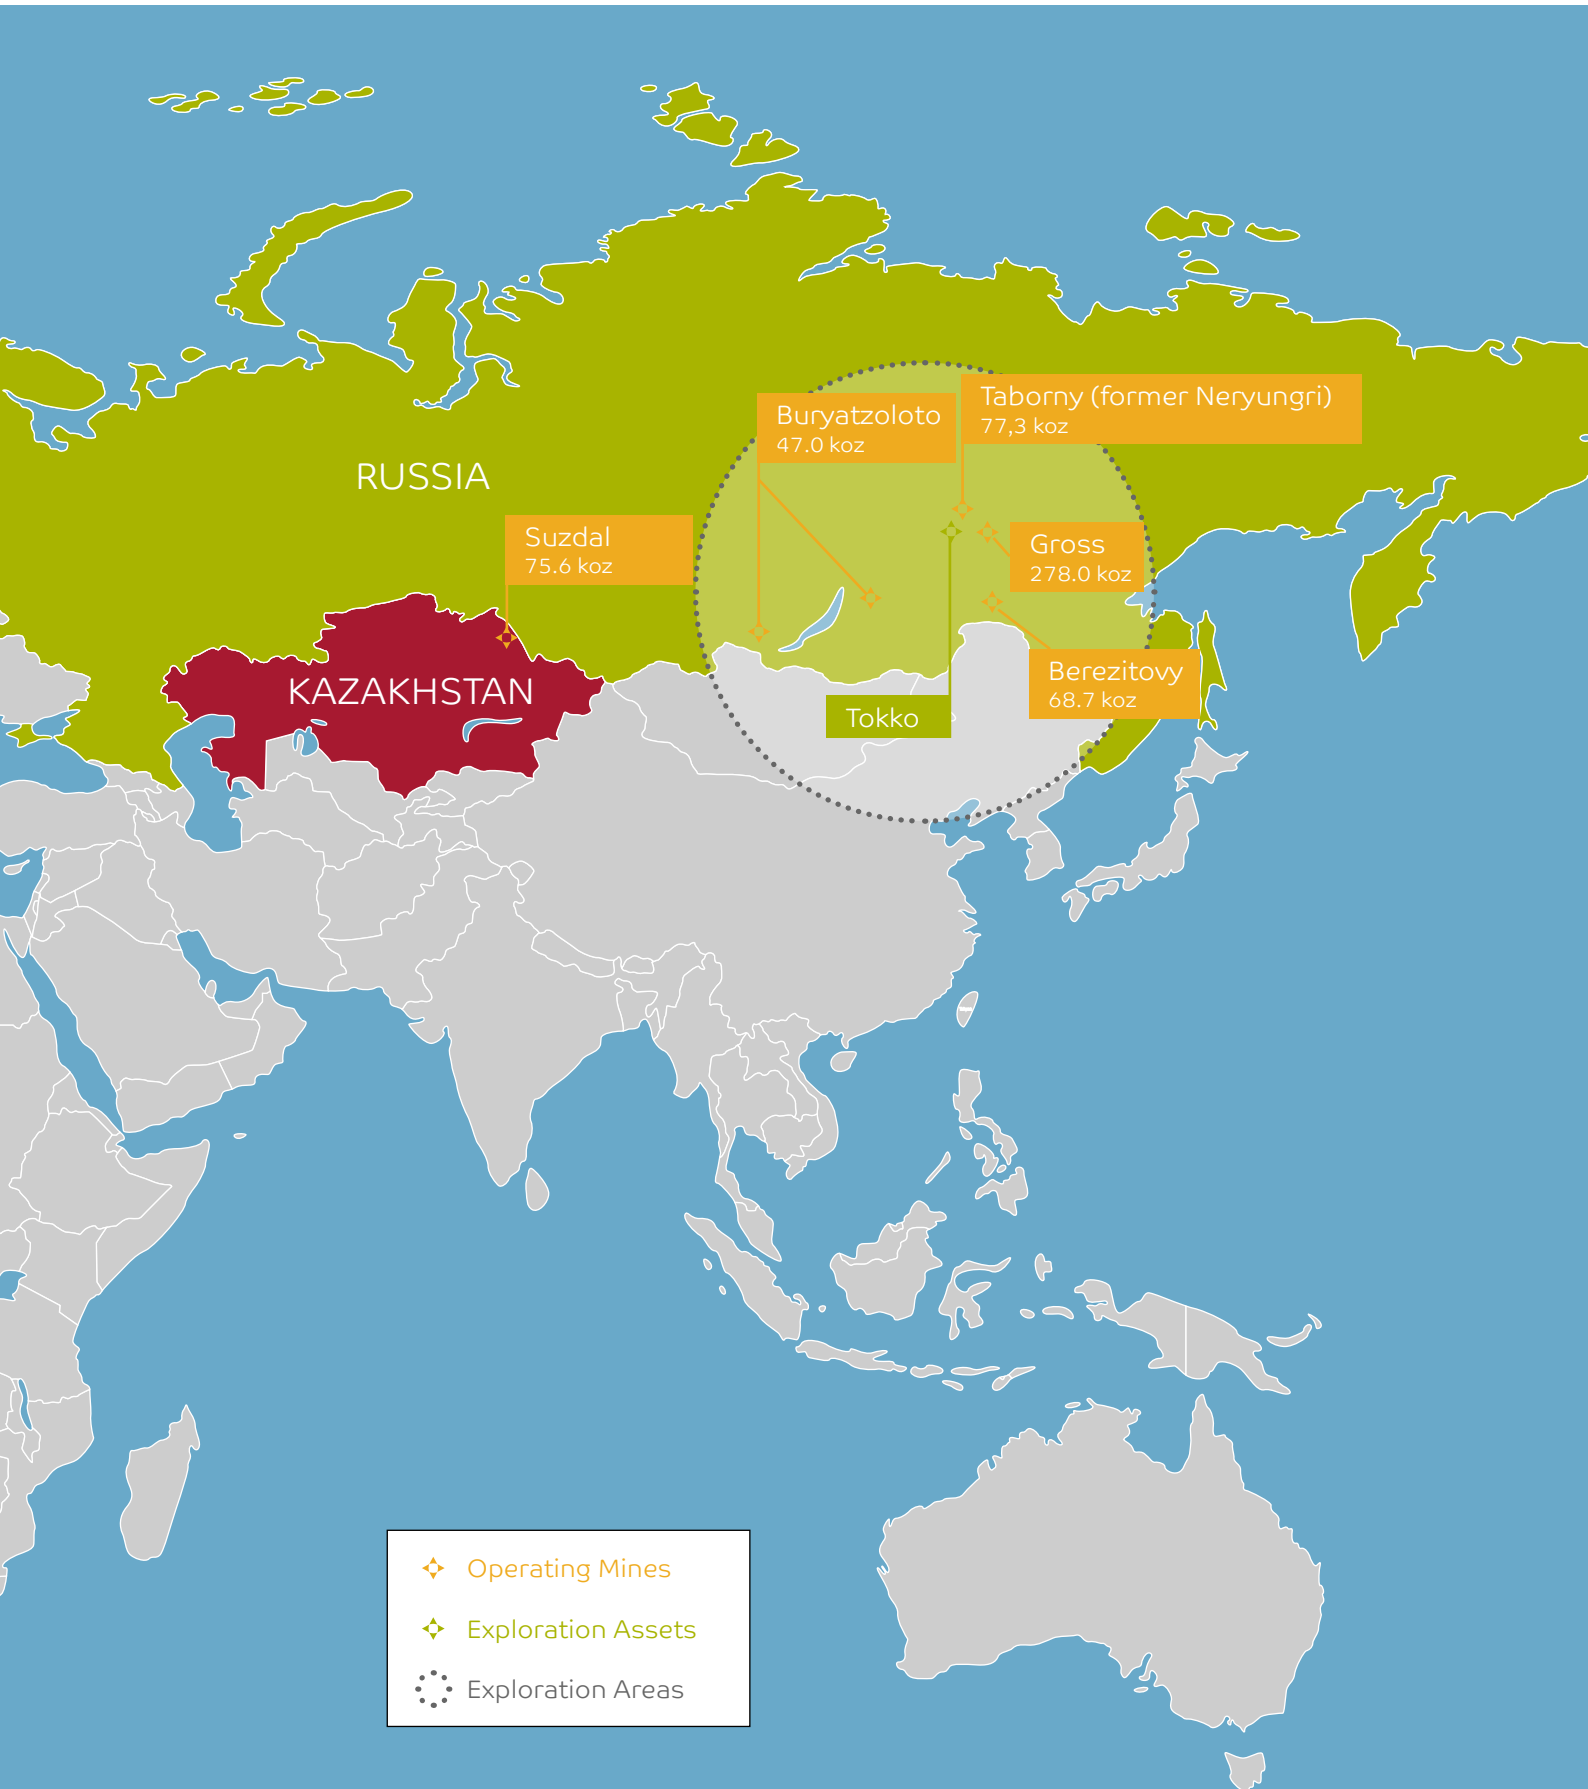 Taborny (former Neryungri)
77,3 koz
Buryatzoloto
47.0 koz
RUSSIA
Suzdal
75.6 koz
Gross
278.0 koz
KAZAKHSTAN
Berezitovy
68.7 koz
Tokko
Operating Mines
Exploration Assets
Exploration Areas